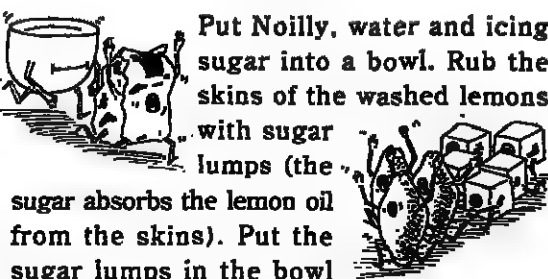 Put Noilly, water and icing
sugar into a bowl. Rub the
skins of the washed lemons
with sugar
lumps (the
sugar absorbs the lemon oil
from the skins). Put the
sugar lumps in the bowl